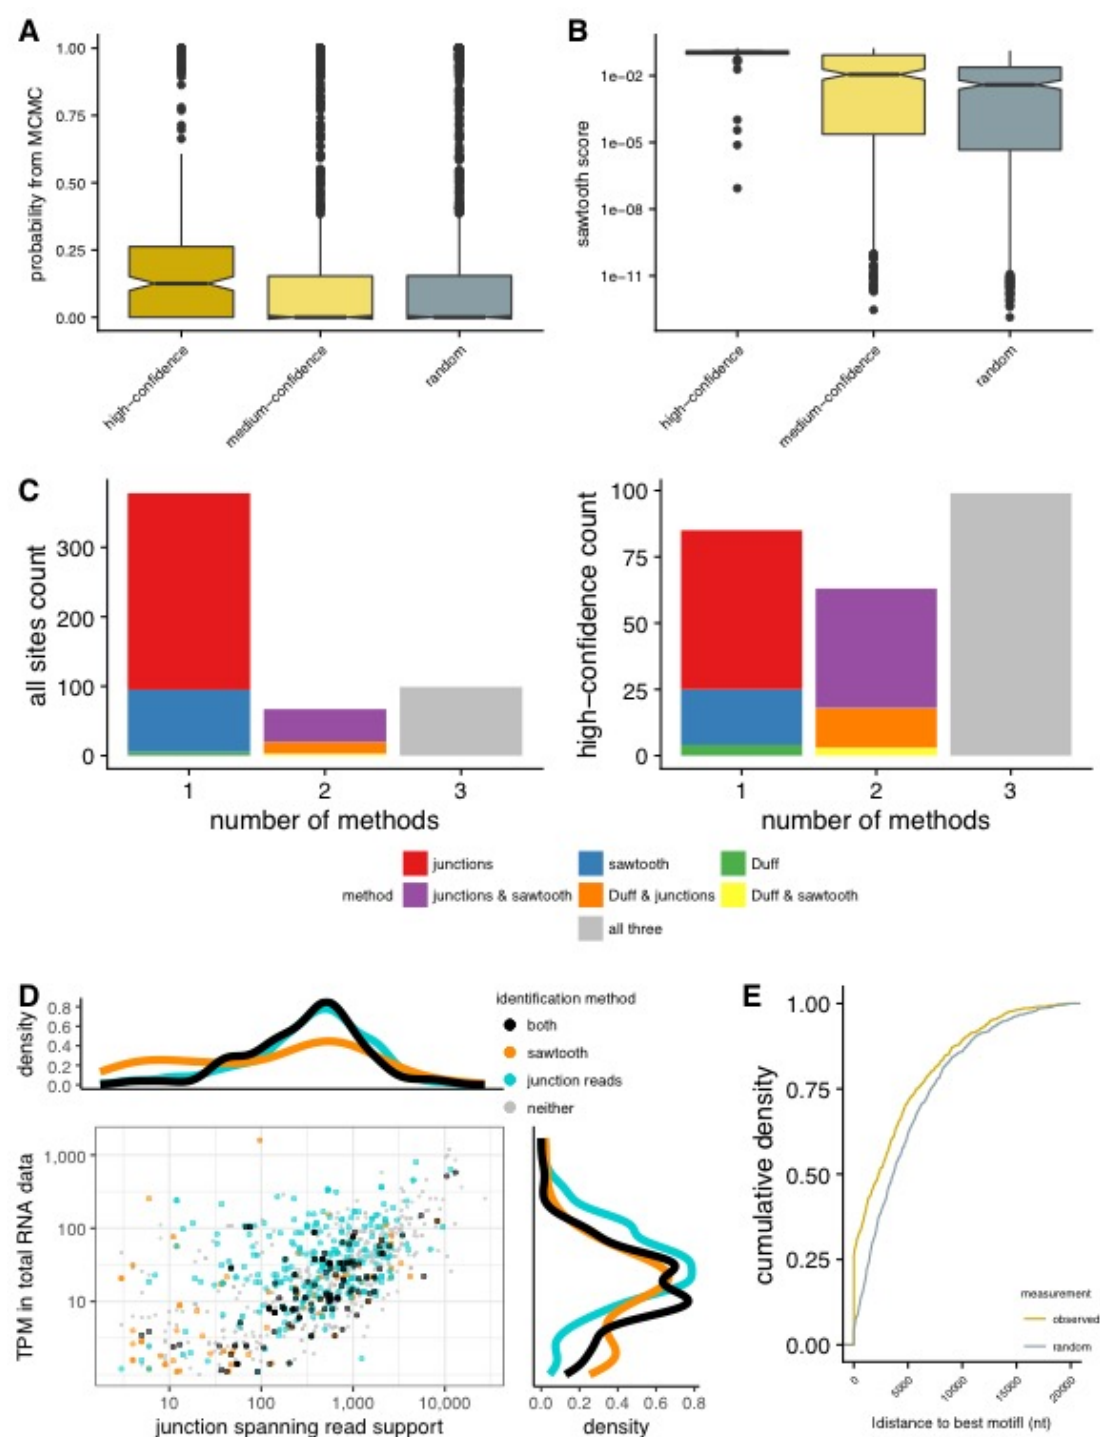 A
probability from MCMC
1.00
0.75
0.50
0.25
0.00
high-confidence
medium-confidence
random
B
sawtooth score
1e-02
1e-05
1e-08
1e-11
high-confidence
medium-confidence
random
C
all sites count
300
200
100
0
1
2
3
number of methods
high-confidence count
100
75
50
25
0
1
2
3
number of methods
method
junctions
sawtooth
Duff
junctions & sawtooth
Duff & junctions
Duff & sawtooth
all three
D
density
0.8
0.6
0.4
0.2
0.0
identification method
both
sawtooth
junction reads
neither
TPM in total RNA data
1,000
100
10
10
100
1,000
10,000
junction spanning read support
0.0
0.2
0.4
0.6
0.8
density
E
cumulative density
1.00
0.75
0.50
0.25
0.00
measurement
observed
random
0
5000
10000
15000
20000
|distance to best motif| (nt)